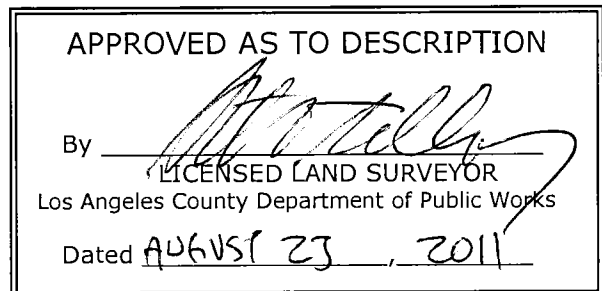 APPROVED AS TO DESCRIPTION
By
LICENSED LAND SURVEYOR
Los Angeles County Department of Public Works
Dated AUGUST 23, 2011